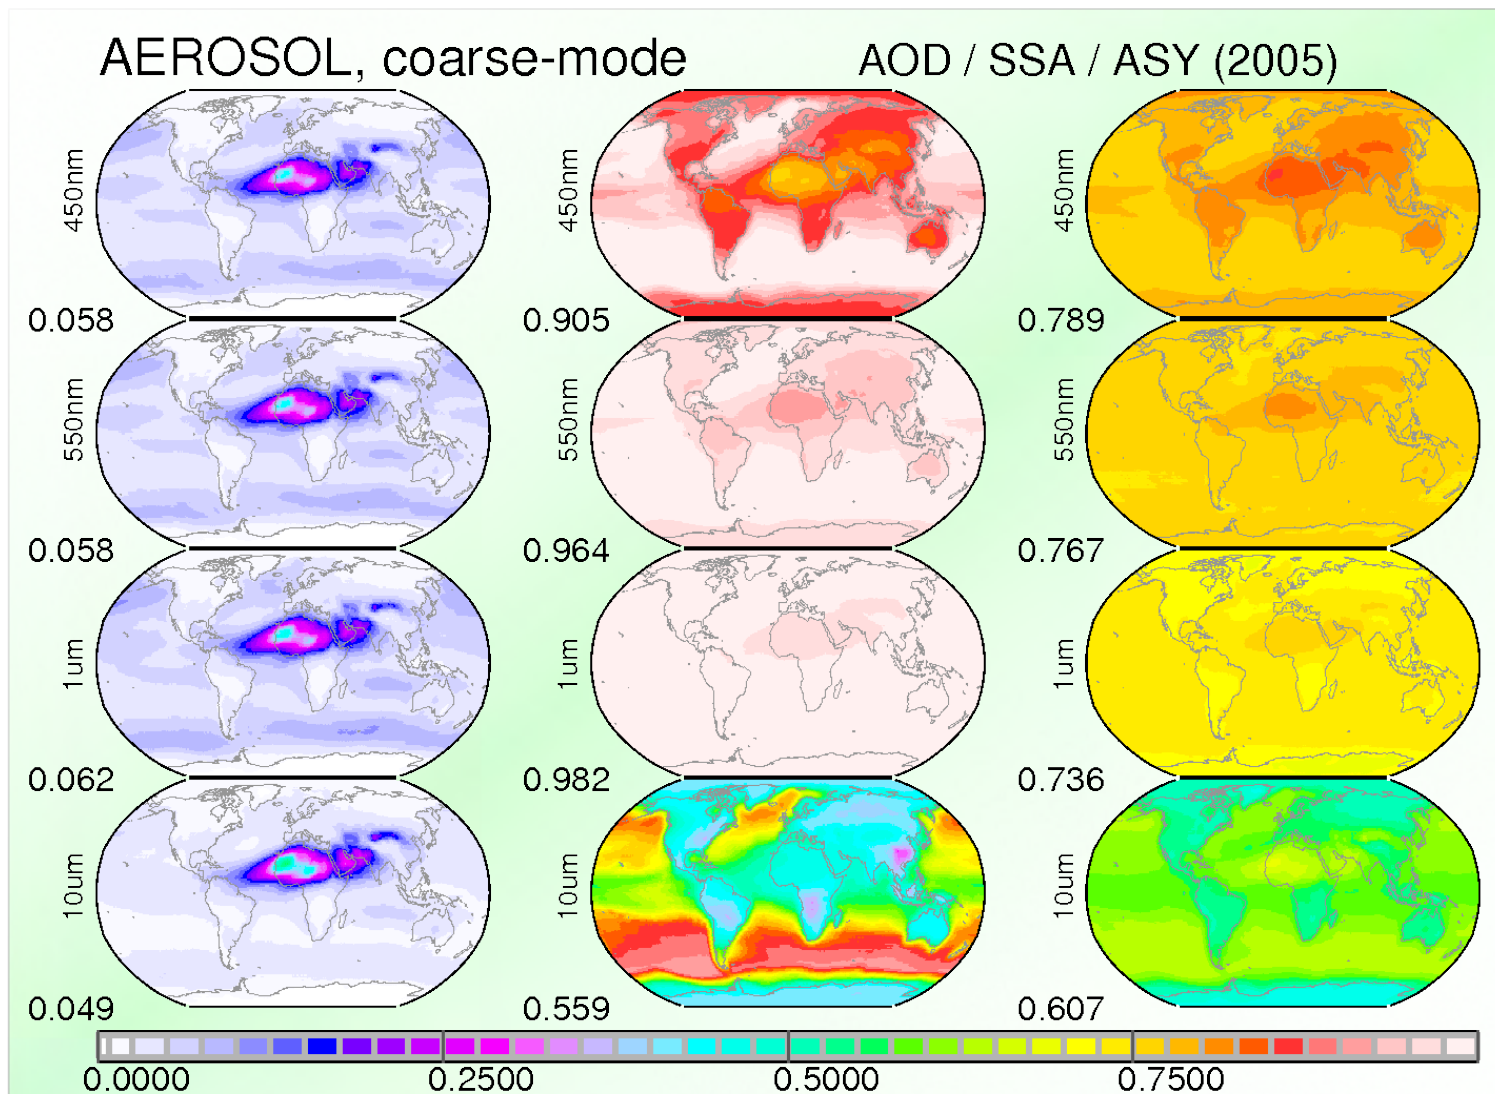 AEROSOL, coarse-mode AOD / SSA / ASY (2005)
450nm 450nm 450nm
0.058 0.905 0.789
550nm 550nm 550nm
0.058 0.964 0.767
1um 1um 1um
0.062 0.982 0.736
10um 10um 10um
0.049 0.559 0.607
0.0000 0.2500 0.5000 0.7500